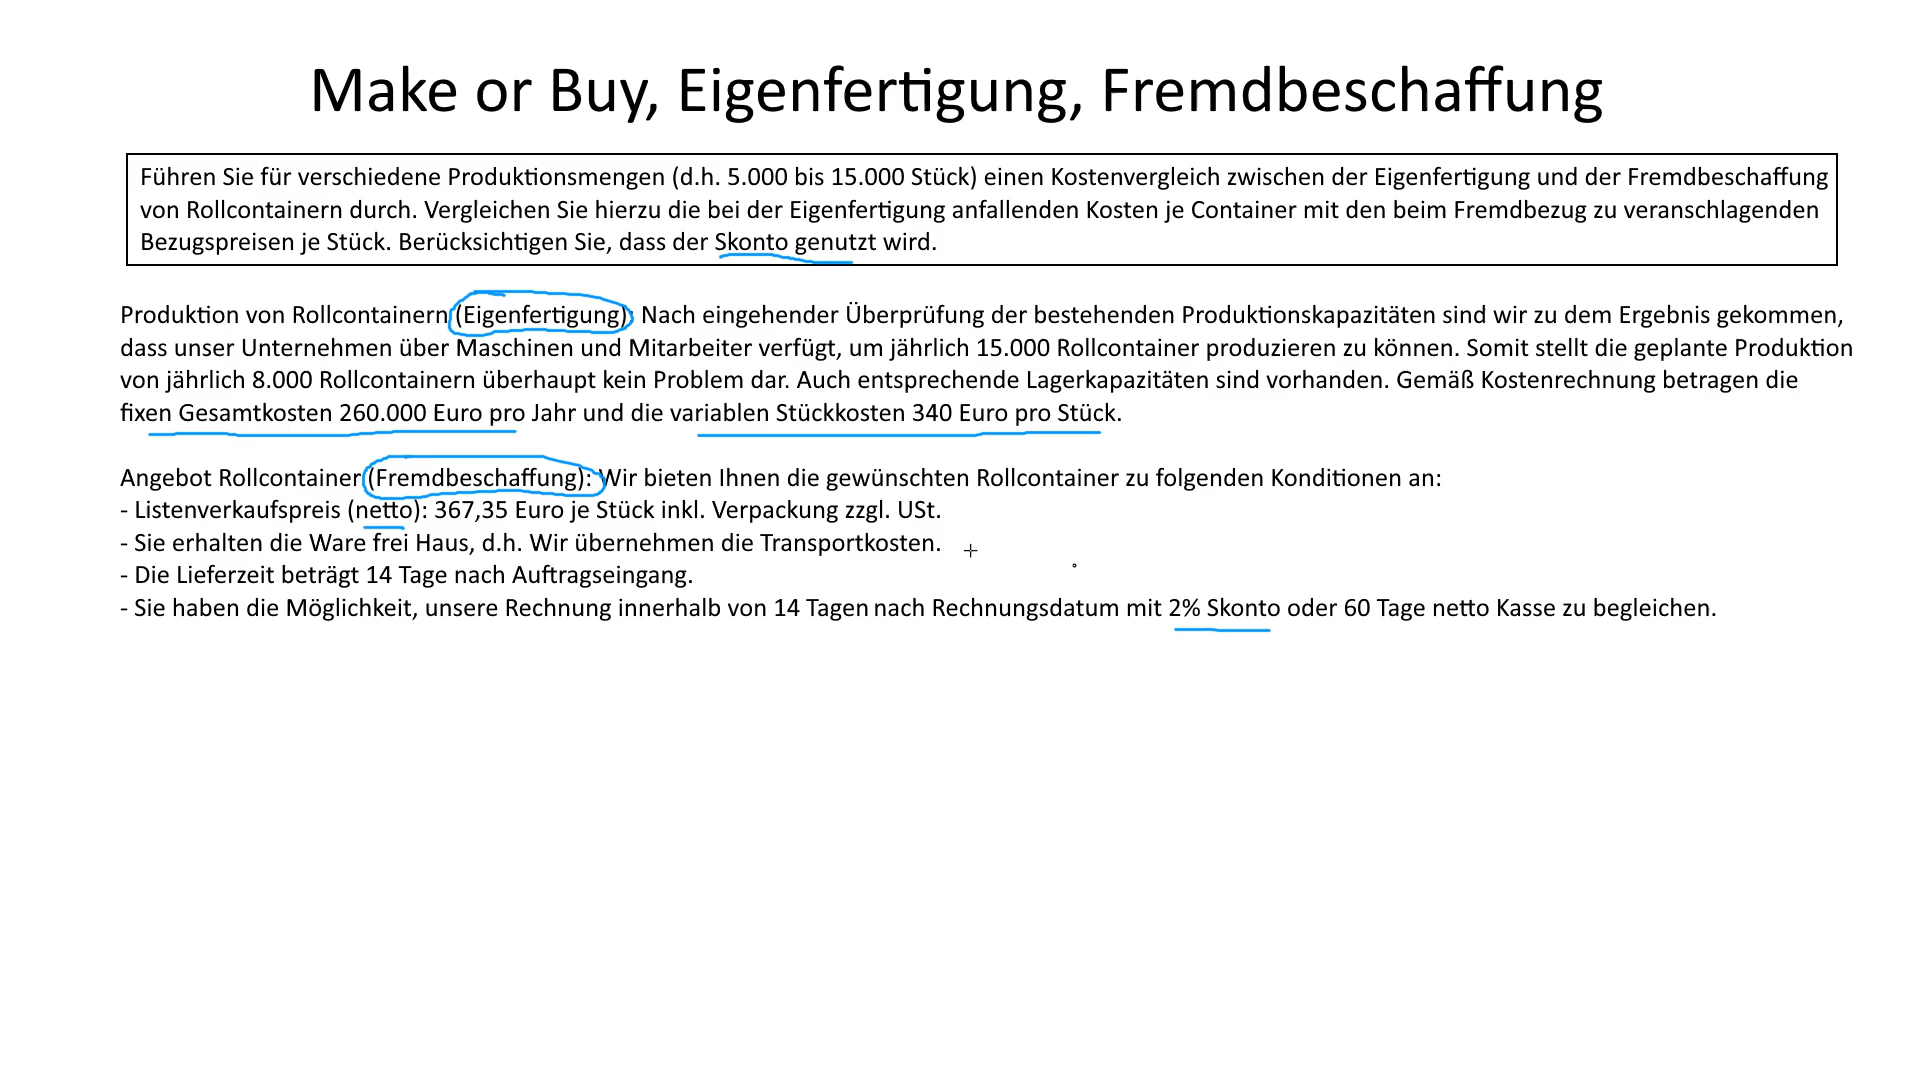 Make or Buy, Eigenfertigung, Fremdbeschaffung
Führen Sie für verschiedene Produktionsmengen (d.h. 5.000 bis 15.000 Stück) einen Kostenvergleich zwischen der Eigenfertigung und der Fremdbeschaffung
von Rollcontainern durch. Vergleichen Sie hierzu die bei der Eigenfertigung anfallenden Kosten je Container mit den beim Fremdbezug zu veranschlagenden
Bezugspreisen je Stück. Berücksichtigen Sie, dass der Skonto genutzt wird.
Produktion von Rollcontainern (Eigenfertigung): Nach eingehender Überprüfung der bestehenden Produktionskapazitäten sind wir zu dem Ergebnis gekommen,
dass unser Unternehmen über Maschinen und Mitarbeiter verfügt, um jährlich 15.000 Rollcontainer produzieren zu können. Somit stellt die geplante Produktion
von jährlich 8.000 Rollcontainern überhaupt kein Problem dar. Auch entsprechende Lagerkapazitäten sind vorhanden. Gemäß Kostenrechnung betragen die
fixen Gesamtkosten 260.000 Euro pro Jahr und die variablen Stückkosten 340 Euro pro Stück.
Angebot Rollcontainer (Fremdbeschaffung): Wir bieten Ihnen die gewünschten Rollcontainer zu folgenden Konditionen an:
- Listenverkaufspreis (netto): 367,35 Euro je Stück inkl. Verpackung zzgl. USt.
- Sie erhalten die Ware frei Haus, d.h. Wir übernehmen die Transportkosten.
- Die Lieferzeit beträgt 14 Tage nach Auftragseingang.
- Sie haben die Möglichkeit, unsere Rechnung innerhalb von 14 Tagen nach Rechnungsdatum mit 2% Skonto oder 60 Tage netto Kasse zu begleichen.